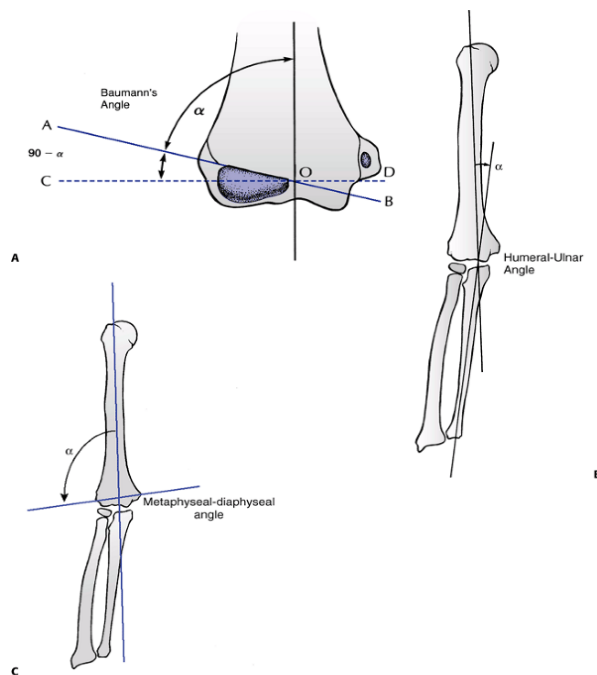 Baumann's
Angle
α
A
90 – α
C
O
D
B
A
α
Humeral-Ulnar
Angle
α
Metaphyseal-diaphyseal
angle
C